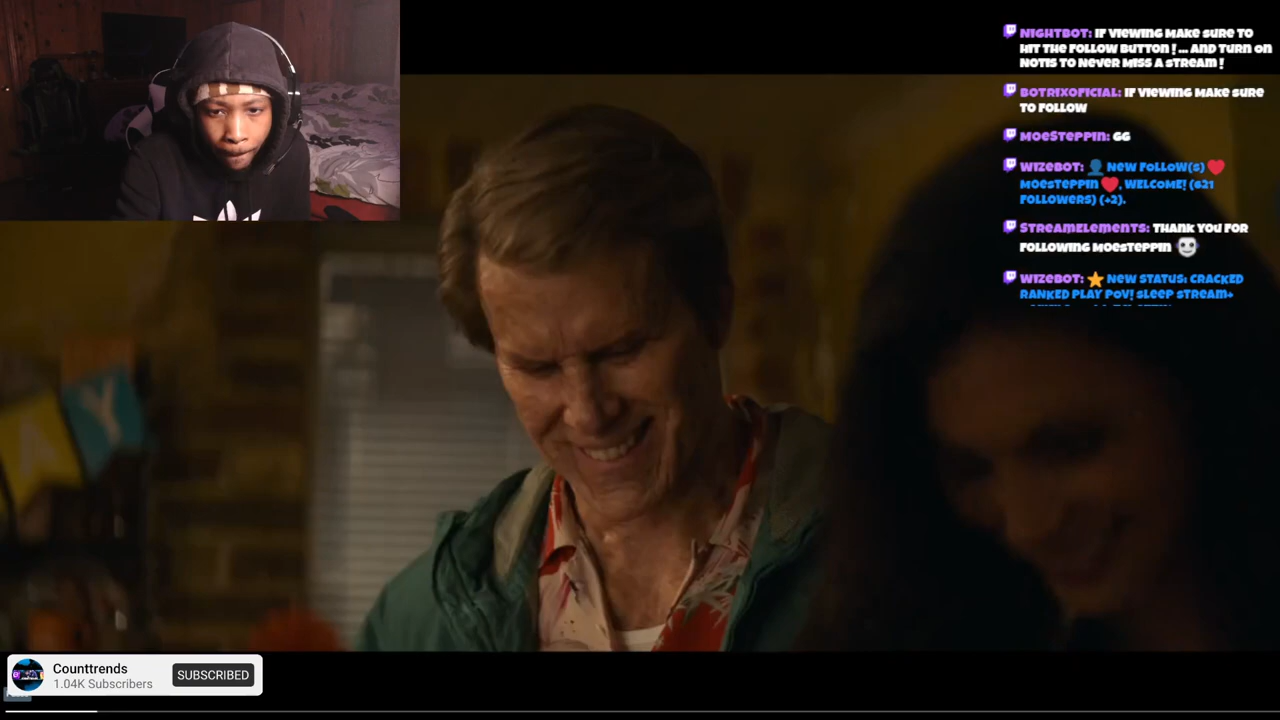 NIGHTBOT: IF VIEWING MAKE SURE TO
HIT THE FOLLOW BUTTON ! ... AND TURN ON
NOTIS TO NEVER MISS A STREAM !
BOTRIXOFICIAL: IF VIEWING MAKE SURE
TO FOLLOW
MOESTEPPIN: GG
WIZEBOT: 👤 NEW FOLLOW(S) ❤️
MOESTEPPIN ❤️, WELCOME! (621
FOLLOWERS) (+2).
STREAMELEMENTS: THANK YOU FOR
FOLLOWING MOESTEPPIN
WIZEBOT: ⭐ NEW STATUS: CRACKED
RANKED PLAY POV! SLEEP STREAM+
A
Y
Counttrends
1.04K Subscribers
SUBSCRIBED